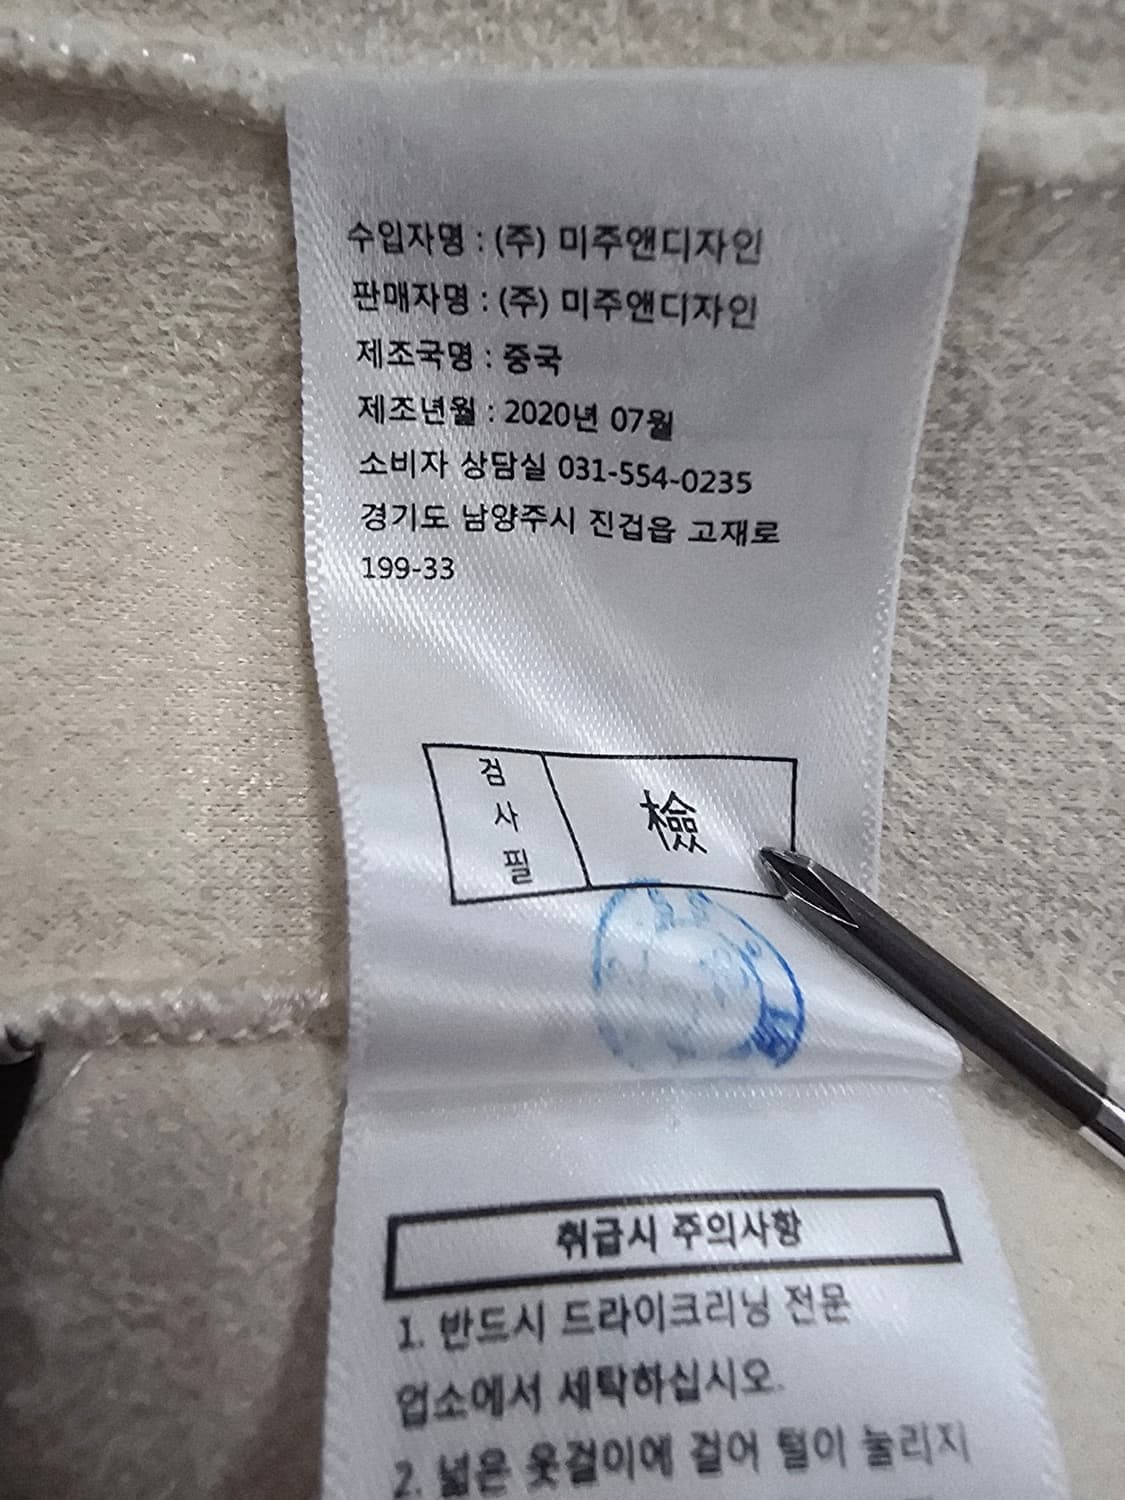 수입자명 : (주) 미주앤디자인
판매자명 : (주) 미주앤디자인
제조국명 : 중국
제조년월 : 2020년 07월
소비자 상담실 031-554-0235
경기도 남양주시 진건읍 고재로
199-33
검사필
檢
취급시 주의사항
1. 반드시 드라이크리닝 전문
업소에서 세탁하십시오.
2. 넓은 옷걸이에 걸어 털이 눌리지